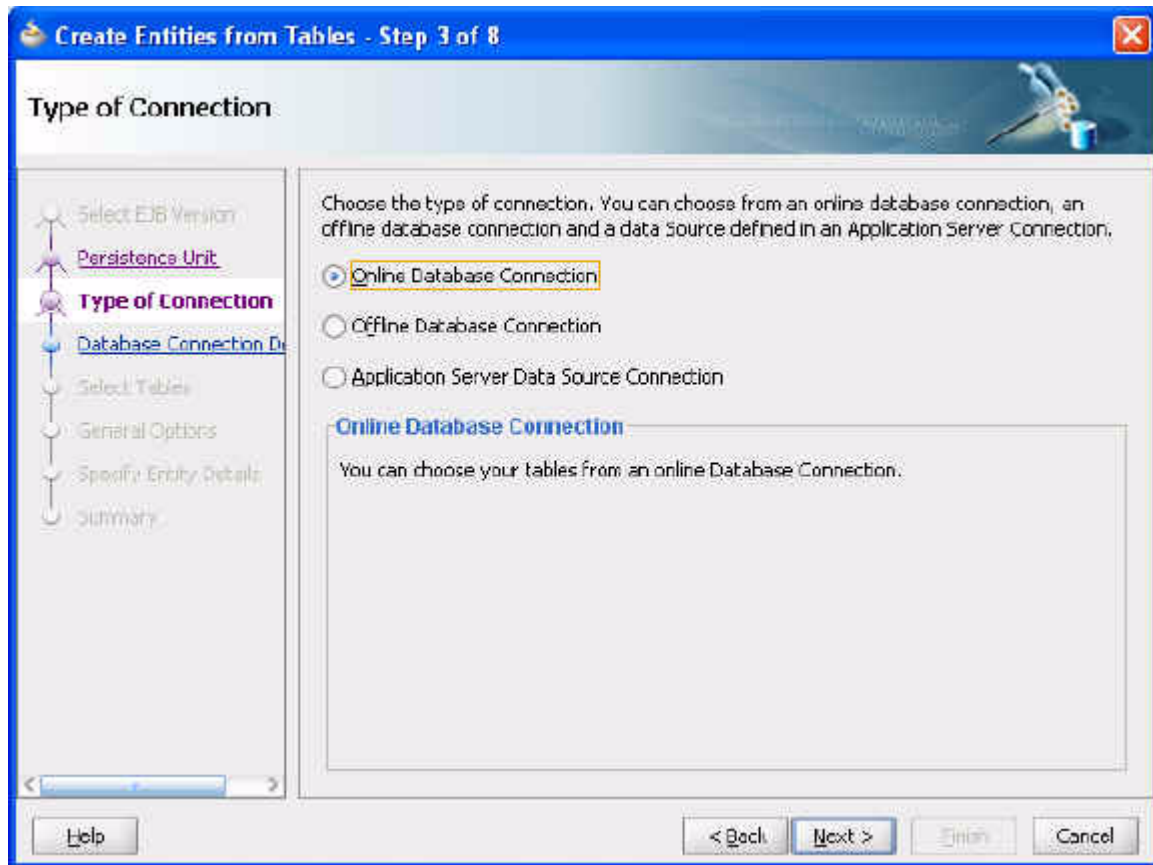 Create Entities from Tables - Step 3 of 8
Type of Connection
Select EJB Version
Persistence Unit
Type of Connection
Database Connection De
Select Tables
General Options
Specify Entity Details
Summary
Choose the type of connection. You can choose from an online database connection, an
offline database connection and a data Source defined in an Application Server Connection.
Online Database Connection
Offline Database Connection
Application Server Data Source Connection
Online Database Connection
You can choose your tables from an online Database Connection.
Help
< Back
Next >
Finish
Cancel